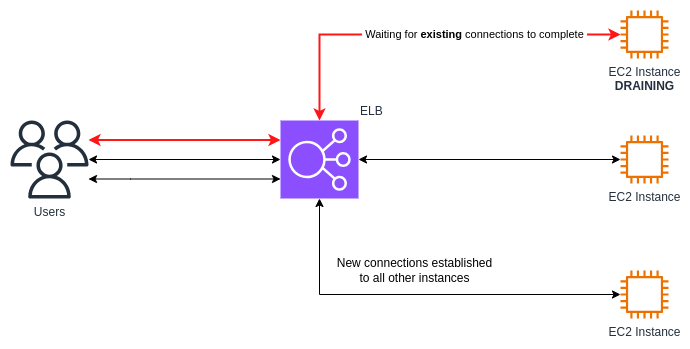 Waiting for existing connections to complete
EC2 Instance
DRAINING
ELB
Users
EC2 Instance
New connections established
to all other instances
EC2 Instance